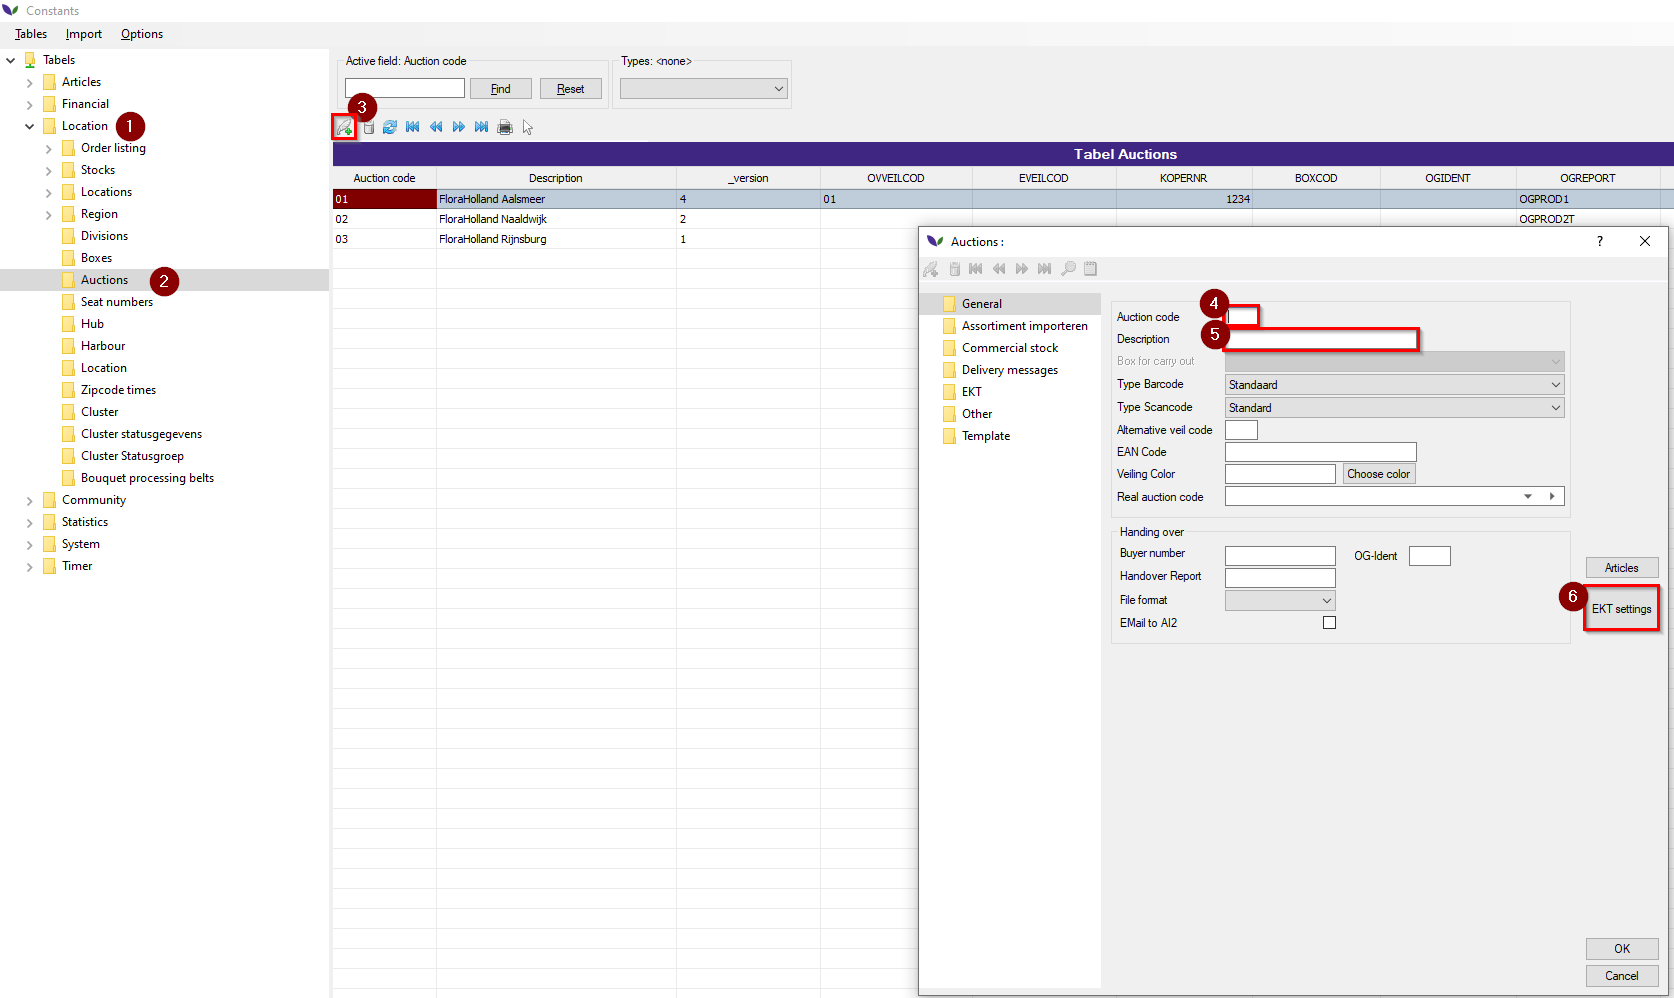 Constants
Tables Import Options
Tabels
Articles
Financial
Location 1
Order listing
Stocks
Locations
Region
Divisions
Boxes
Auctions 2
Seat numbers
Hub
Harbour
Location
Zipcode times
Cluster
Cluster statusgegevens
Cluster Statusgroep
Bouquet processing belts
Community
Statistics
System
Timer
Active field: Auction code
Find Reset
Types: <none>
3
Tabel Auctions
Auction code Description _version OVVEILCOD EVEILCOD KOPERNR BOXCOD OGIDENT OGREPORT
01 FloraHolland Aalsmeer 4 01 1234 OGPROD1
02 FloraHolland Naaldwijk 2 OGPROD2T
03 FloraHolland Rijnsburg 1
Auctions :
?
General
Assortiment importeren
Commercial stock
Delivery messages
EKT
Other
Template
Auction code 4
Description 5
Box for carry out
Type Barcode Standaard
Type Scancode Standard
Alternative veil code
EAN Code
Veiling Color Choose color
Real auction code
Handing over
Buyer number OG-Ident
Handover Report
File format
EMail to AI2
Articles
6 EKT settings
OK
Cancel